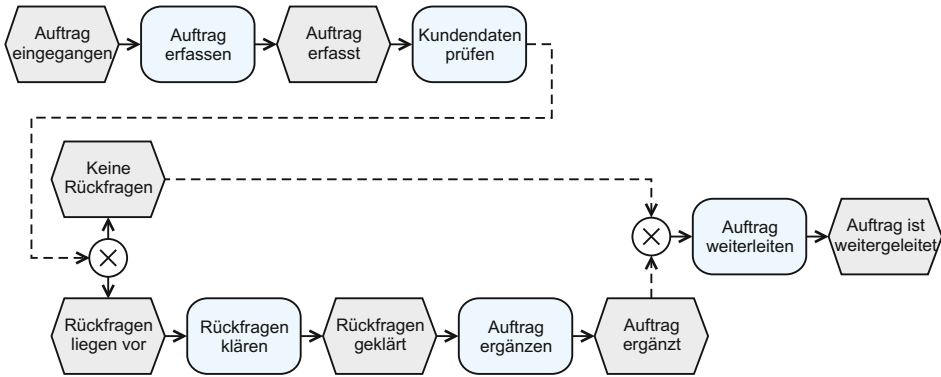 Auftrag
eingegangen
Auftrag
erfassen
Auftrag
erfasst
Kundendaten
prüfen
Keine
Rückfragen
Auftrag
weiterleiten
Auftrag ist
weitergeleitet
Rückfragen
liegen vor
Rückfragen
klären
Rückfragen
geklärt
Auftrag
ergänzen
Auftrag
ergänzt